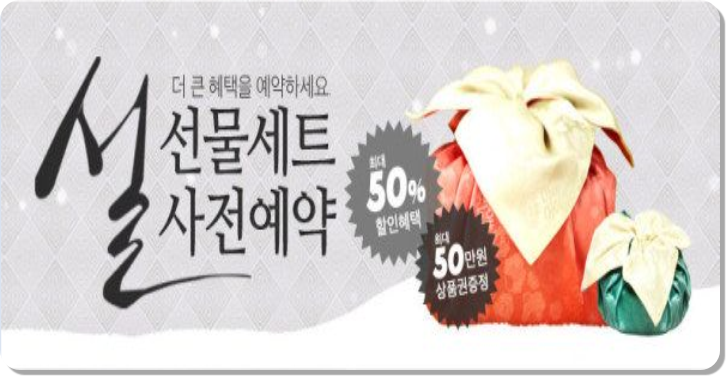 설
더 큰 혜택을 예약하세요
선물세트
사전예약
최대
50%
할인혜택
최대
50만원
상품권증정